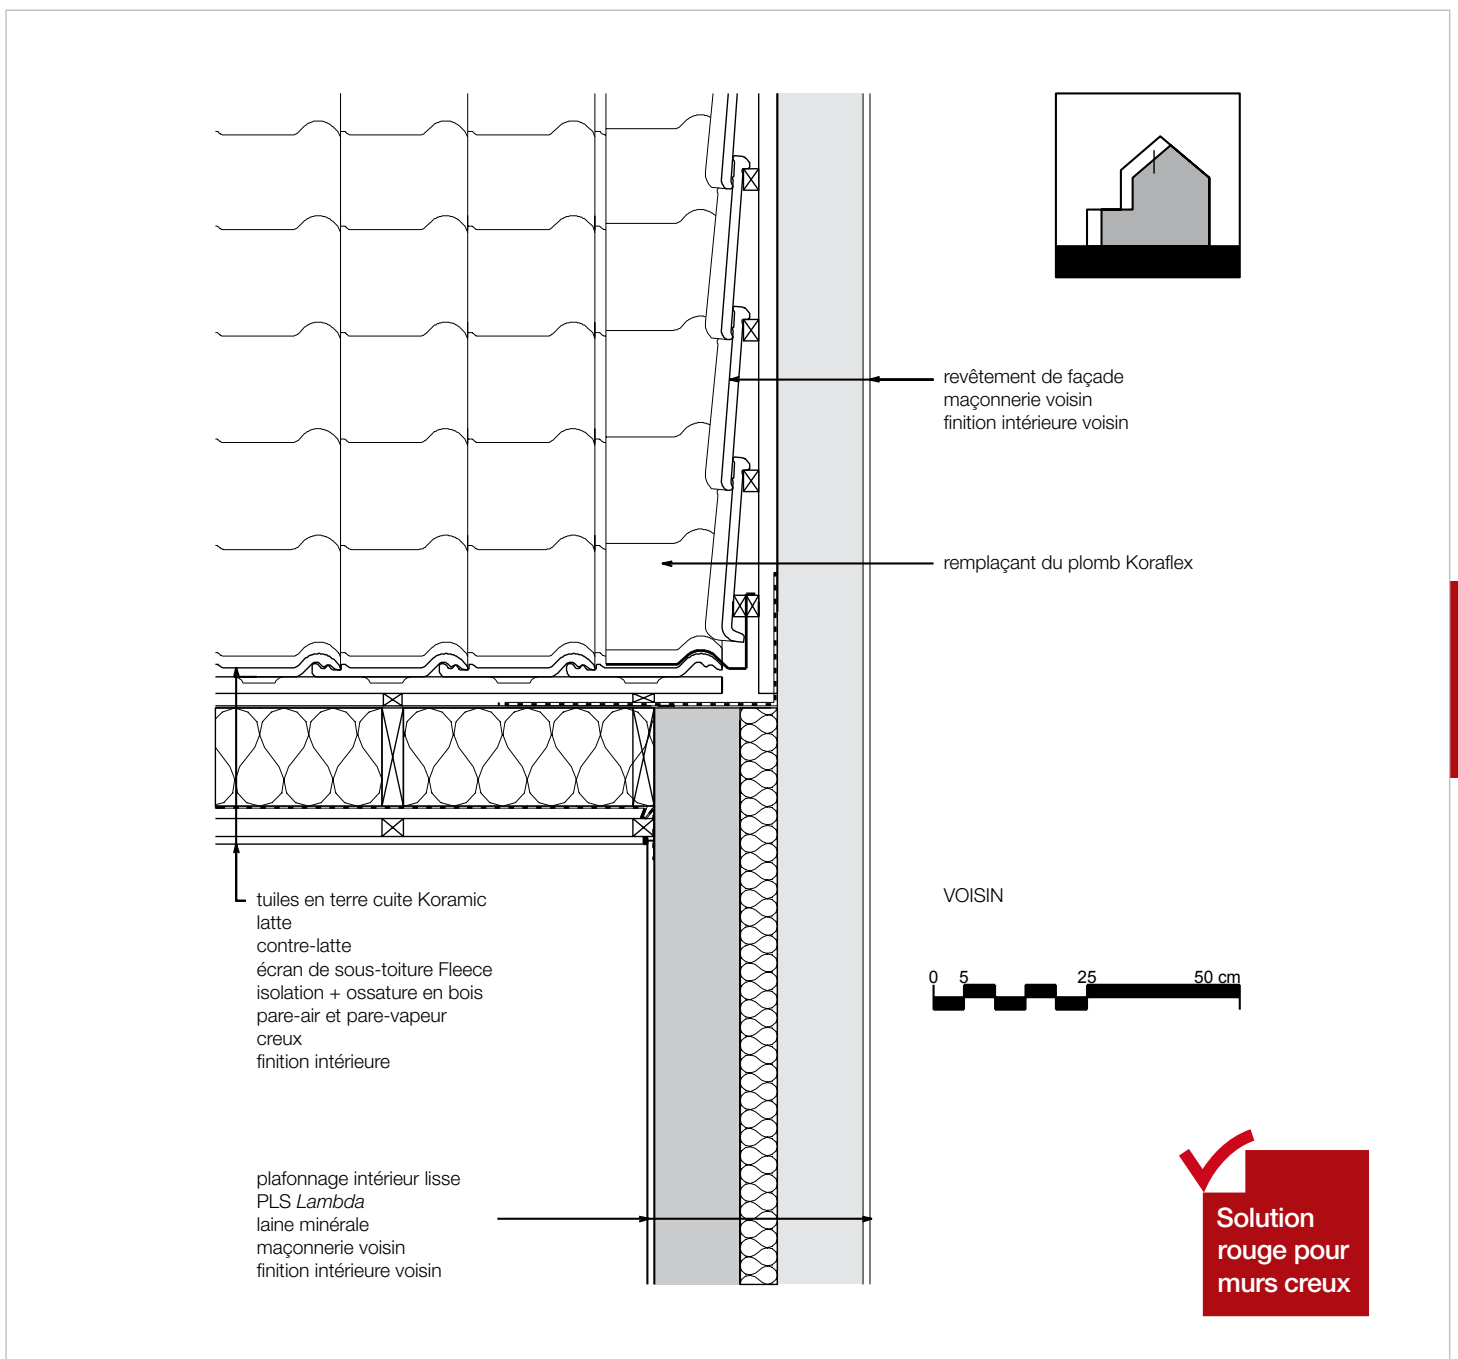 revêtement de façade
maçonnerie voisin
finition intérieure voisin
remplaçant du plomb Koraflex
tuiles en terre cuite Koramic
latte
contre-latte
écran de sous-toiture Fleece
isolation + ossature en bois
pare-air et pare-vapeur
creux
finition intérieure
VOISIN
0 5 25 50 cm
plafonnage intérieur lisse
PLS Lambda
laine minérale
maçonnerie voisin
finition intérieure voisin
Solution
rouge pour
murs creux